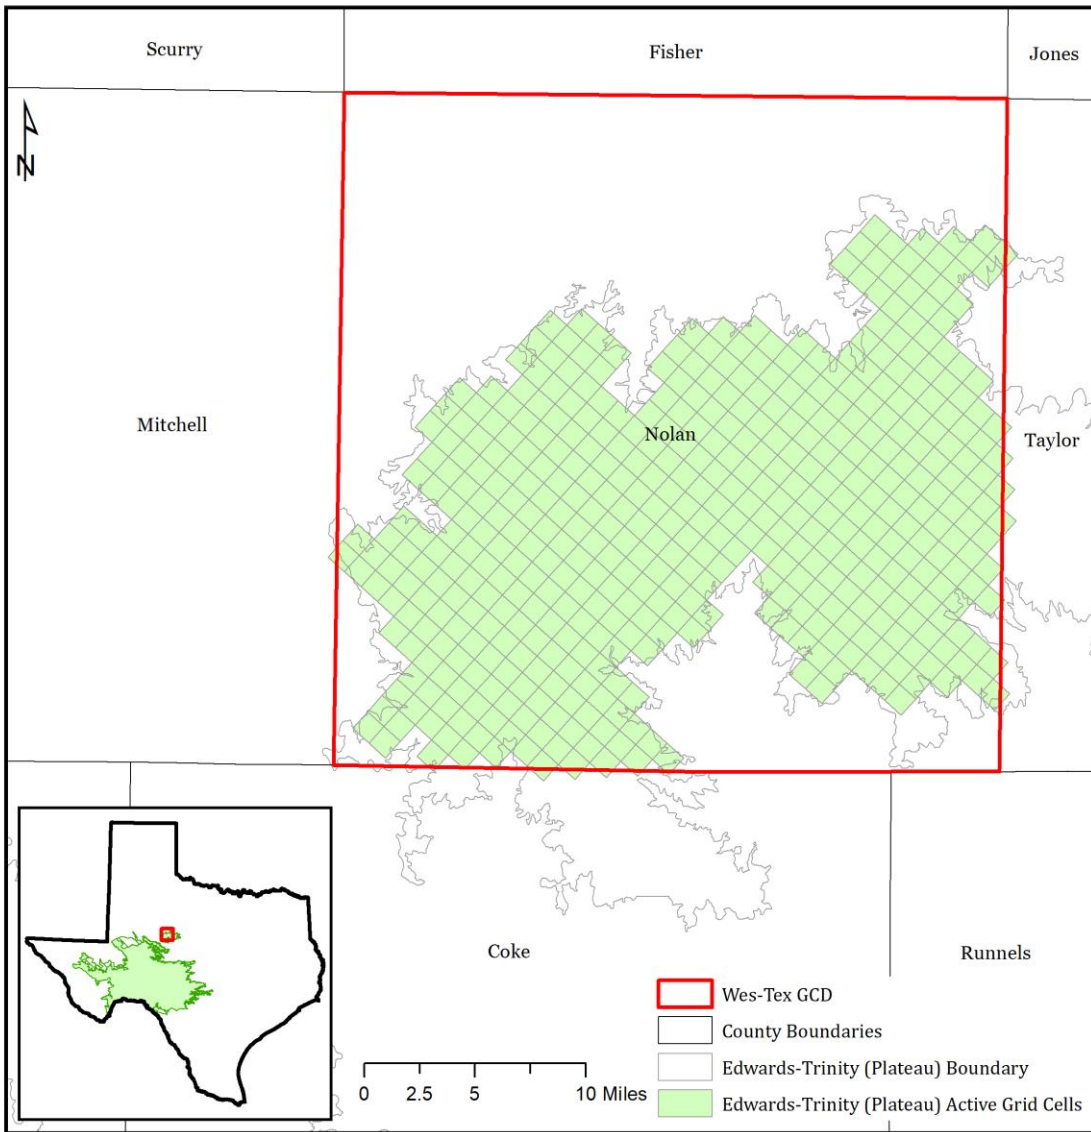 Scurry
Fisher
Jones
N
Mitchell
Nolan
Taylor
Coke
Runnels
Wes-Tex GCD
County Boundaries
Edwards-Trinity (Plateau) Boundary
Edwards-Trinity (Plateau) Active Grid Cells
0 2.5 5 10 Miles